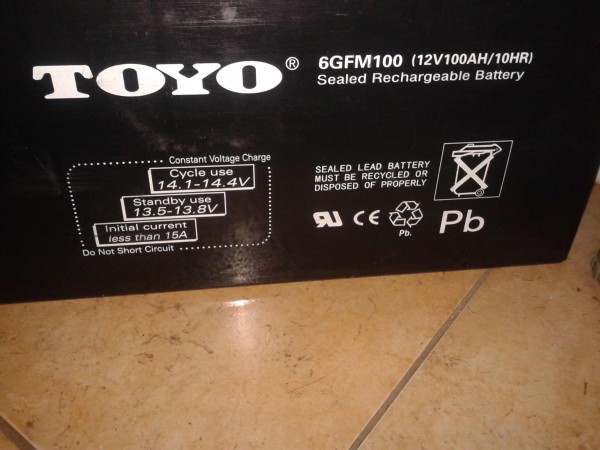 TOYO®
6GFM100 (12V100AH/10HR)
Sealed Rechargeable Battery
Constant Voltage Charge
Cycle use
14.1-14.4V
Standby use
13.5-13.8V
Initial current
less than 15A
Do Not Short Circuit
SEALED LEAD BATTERY
MUST BE RECYCLED OR
DISPOSED OF PROPERLY
RU CE Pb.
Pb